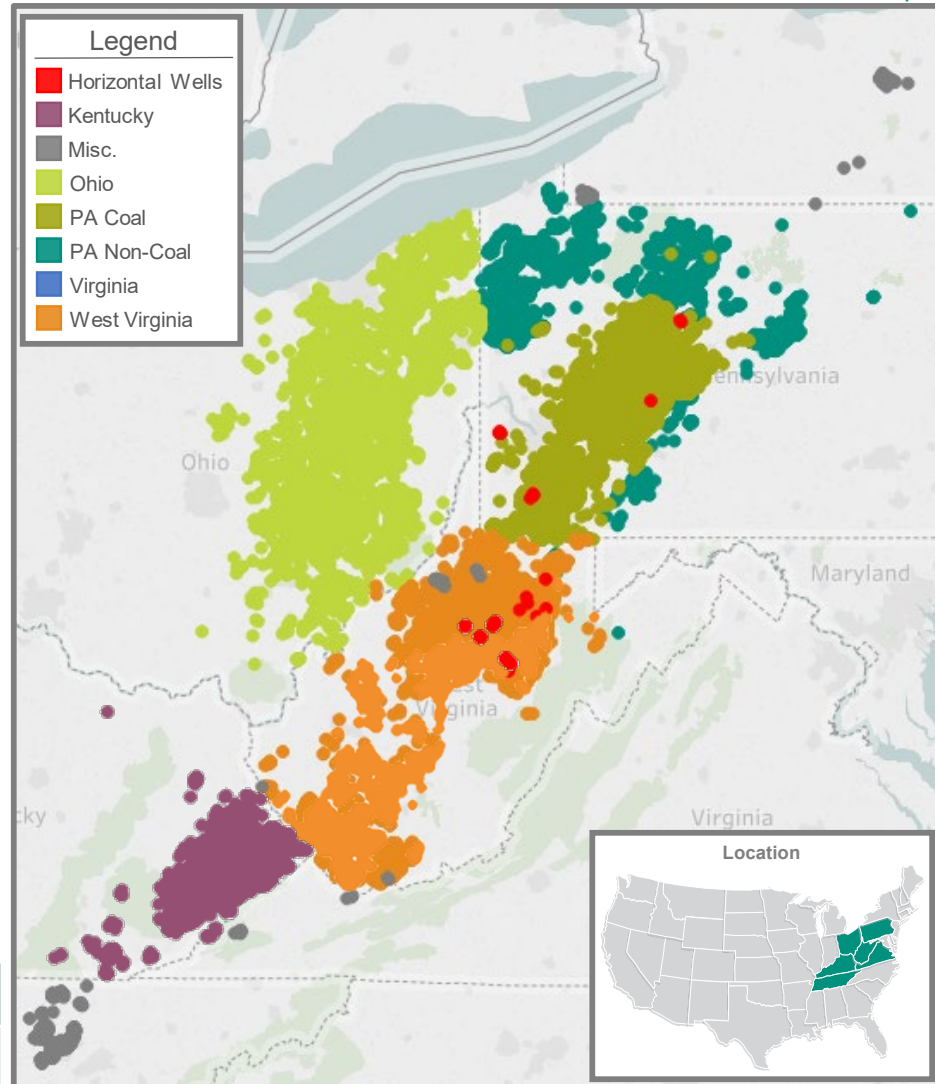 Legend
Horizontal Wells
Kentucky
Misc.
Ohio
PA Coal
PA Non-Coal
Virginia
West Virginia
ennsylvania
Ohio
Maryland
est
Virginia
cky
Virginia
Location